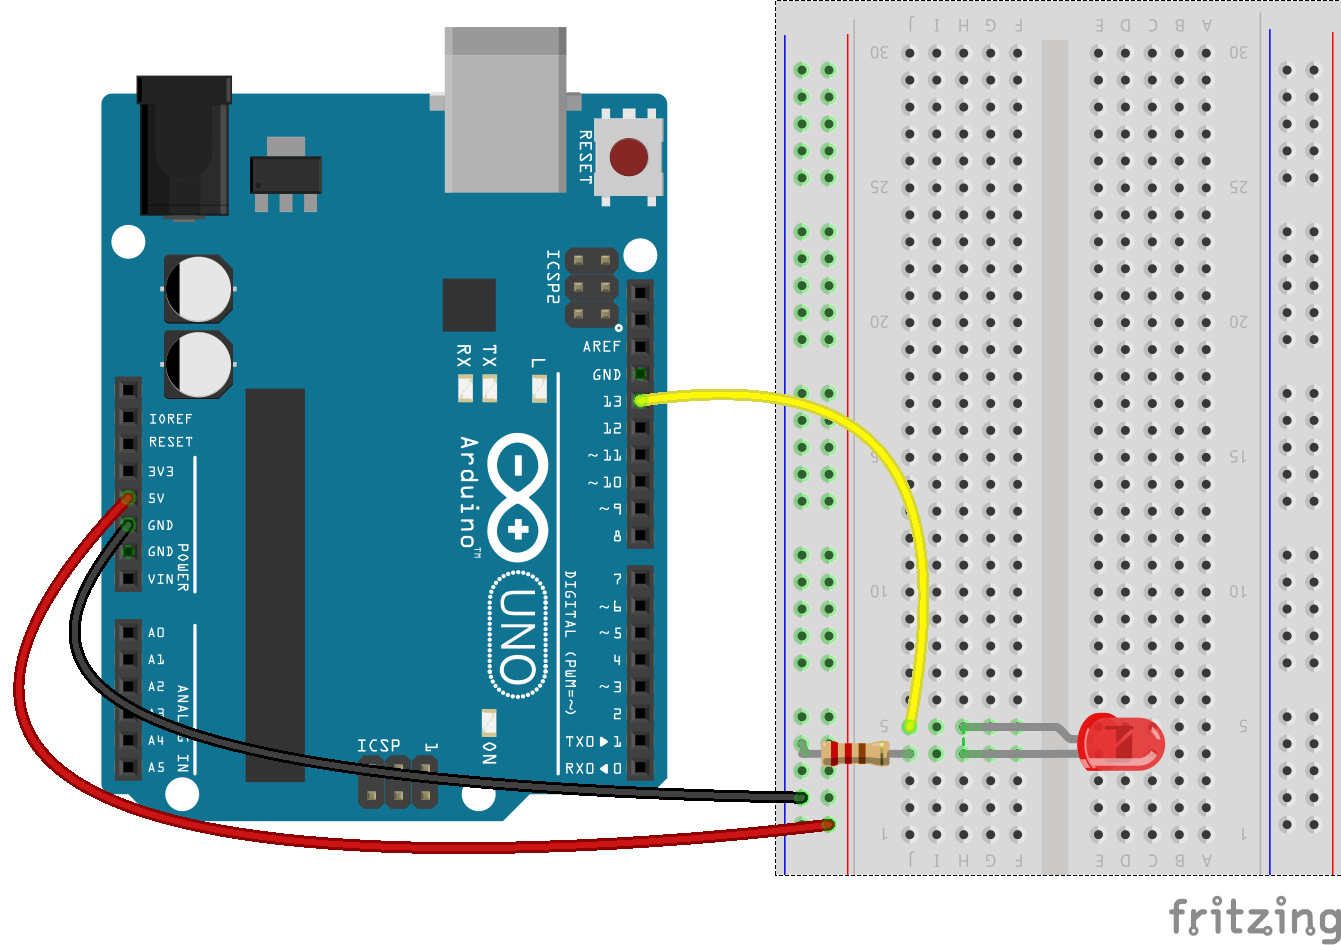 RESET
ICSP2
AREF
GND
13
12
~11
~10
~9
8
7
~6
~5
4
~3
2
TX0▶1
RX0◀0
DIGITAL (PWM=~)
RX
TX
L
Arduino™
UNO
ON
ICSP
1
IOREF
RESET
3V3
5V
GND
GND
VIN
POWER
A0
A1
A2
A3
A4
A5
ANALOG IN
J I H G F E D C B A
30 30
25 25
20 20
15 15
10 10
5 5
1 1
J I H G F E D C B A
fritzing